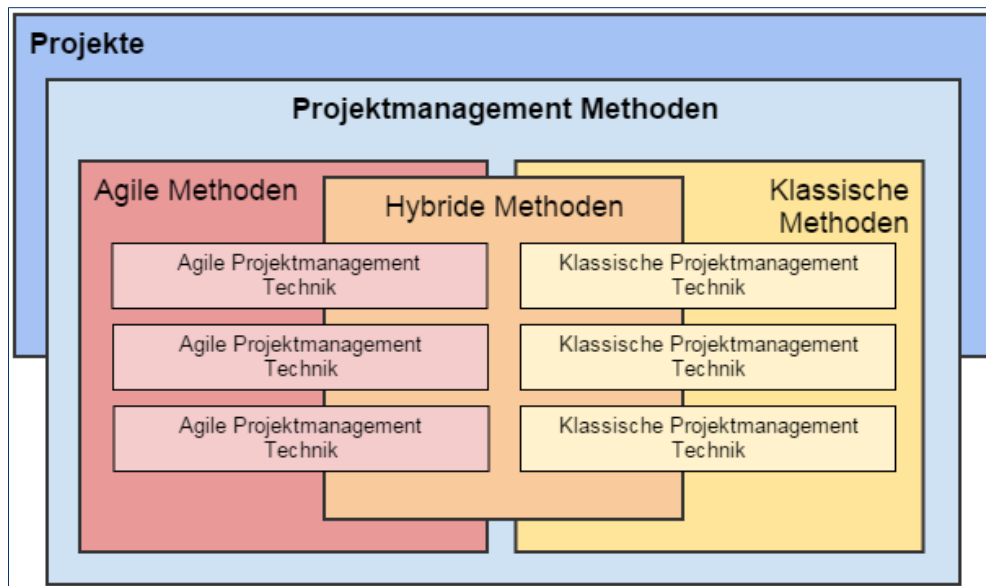 Projekte
Projektmanagement Methoden
Agile Methoden
Hybride Methoden
Klassische
Methoden
Agile Projektmanagement
Technik
Klassische Projektmanagement
Technik
Agile Projektmanagement
Technik
Klassische Projektmanagement
Technik
Agile Projektmanagement
Technik
Klassische Projektmanagement
Technik